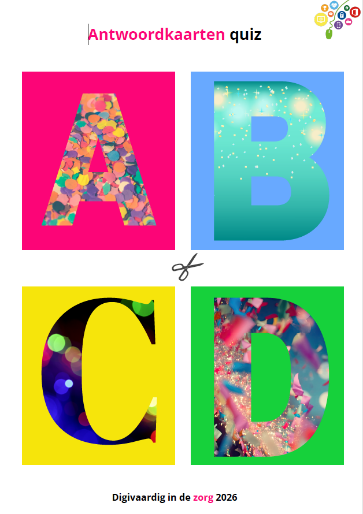 Antwoordkaarten quiz
A B
C D
Digivaardig in de zorg 2026